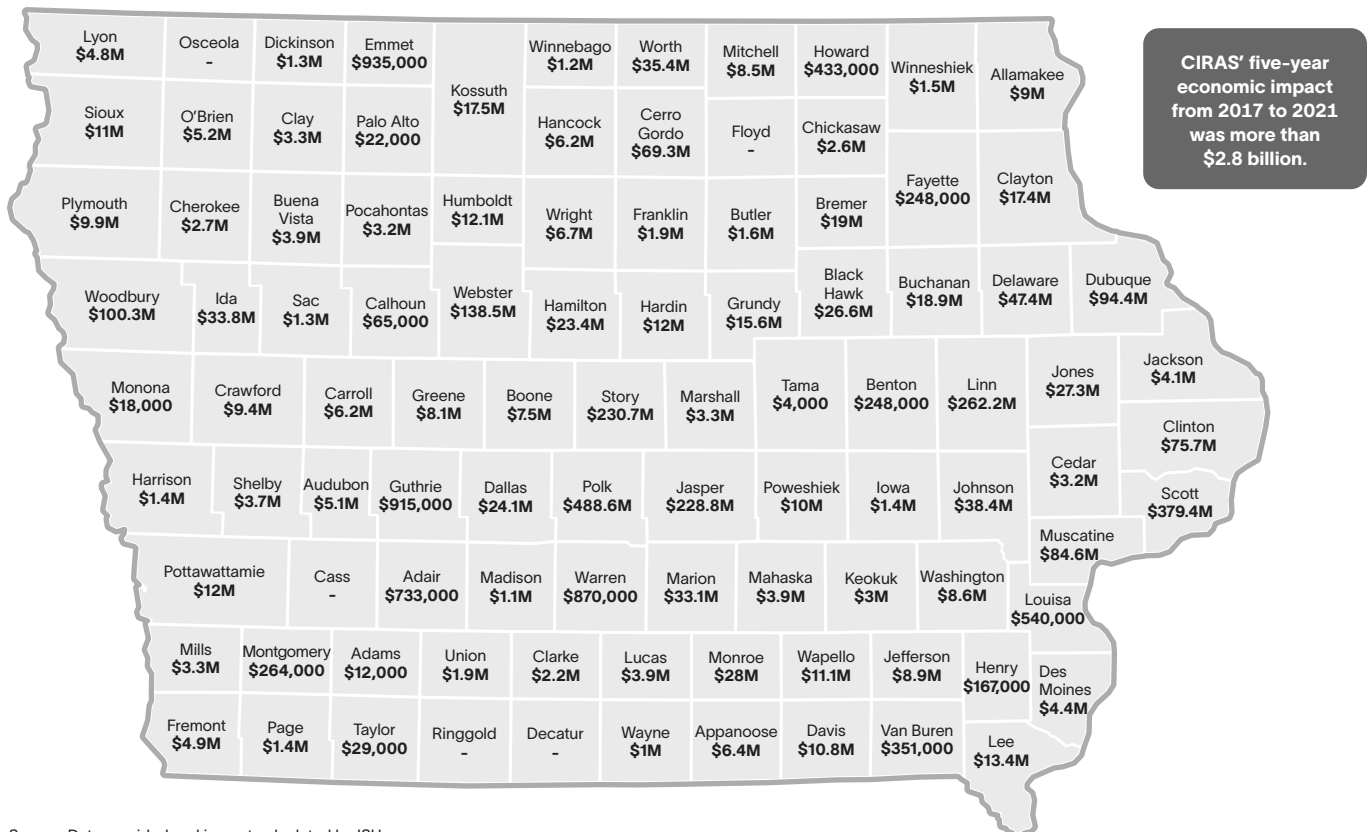 Lyon
$4.8M
Osceola
-
Dickinson
$1.3M
Emmet
$935,000
Kossuth
$17.5M
Winnebago
$1.2M
Worth
$35.4M
Mitchell
$8.5M
Howard
$433,000
Winneshiek
$1.5M
Allamakee
$9M
CIRAS' five-year
economic impact
from 2017 to 2021
was more than
$2.8 billion.
Sioux
$11M
O'Brien
$5.2M
Clay
$3.3M
Palo Alto
$22,000
Hancock
$6.2M
Cerro
Gordo
$69.3M
Floyd
-
Chickasaw
$2.6M
Plymouth
$9.9M
Cherokee
$2.7M
Buena
Vista
$3.9M
Pocahontas
$3.2M
Humboldt
$12.1M
Wright
$6.7M
Franklin
$1.9M
Butler
$1.6M
Bremer
$19M
Fayette
$248,000
Clayton
$17.4M
Woodbury
$100.3M
Ida
$33.8M
Sac
$1.3M
Calhoun
$65,000
Webster
$138.5M
Hamilton
$23.4M
Hardin
$12M
Grundy
$15.6M
Black
Hawk
$26.6M
Buchanan
$18.9M
Delaware
$47.4M
Dubuque
$94.4M
Monona
$18,000
Crawford
$9.4M
Carroll
$6.2M
Greene
$8.1M
Boone
$7.5M
Story
$230.7M
Marshall
$3.3M
Tama
$4,000
Benton
$248,000
Linn
$262.2M
Jones
$27.3M
Jackson
$4.1M
Clinton
$75.7M
Harrison
$1.4M
Shelby
$3.7M
Audubon
$5.1M
Guthrie
$915,000
Dallas
$24.1M
Polk
$488.6M
Jasper
$228.8M
Poweshiek
$10M
Iowa
$1.4M
Johnson
$38.4M
Cedar
$3.2M
Scott
$379.4M
Muscatine
$84.6M
Pottawattamie
$12M
Cass
-
Adair
$733,000
Madison
$1.1M
Warren
$870,000
Marion
$33.1M
Mahaska
$3.9M
Keokuk
$3M
Washington
$8.6M
Louisa
$540,000
Mills
$3.3M
Montgomery
$264,000
Adams
$12,000
Union
$1.9M
Clarke
$2.2M
Lucas
$3.9M
Monroe
$28M
Wapello
$11.1M
Jefferson
$8.9M
Henry
$167,000
Des
Moines
$4.4M
Fremont
$4.9M
Page
$1.4M
Taylor
$29,000
Ringgold
-
Decatur
-
Wayne
$1M
Appanoose
$6.4M
Davis
$10.8M
Van Buren
$351,000
Lee
$13.4M